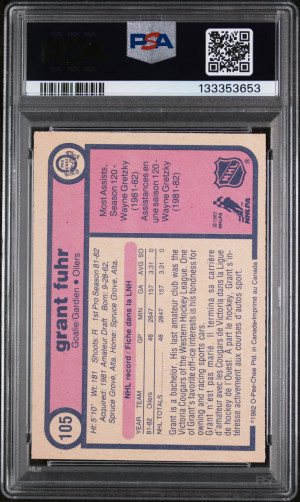 PSA
133353653
105
grant fuhr
Goalie/Garden • Oilers
Ht: 5'10" Wt: 181 Shoots: R 1st Pro Season 81-82
Acquired: 1981 Amateur Draft Born: 9-28-62,
Spruce Grove, Alta. Home: Spruce Grove, Alta.
NHL record / Fiche dans la LNH
YEAR TEAM GP MIN GA AVG SO
81-82 Oilers 48 2847 157 3.31 0
NHL TOTALS 48 2847 157 3.31 0
Grant is a bachelor. His last amateur club was the
Victoria Cougars of the Western Hockey League. One
of Grant's favorite off-ice interests is his fondness for
owning and racing sports cars.
Grant n'est pas marié. Il termina sa carrière
d'amateur avec les Cougars de Victoria dans la Ligue
de hockey de l'Ouest. A part le hockey, Grant s'in-
téresse activement aux courses d'autos sport.
©1982 O-Pee-Chee Ptd. in Canada-Imprimé au Canada
Most Assists,
Season 120 -
Wayne Gretzky
(1981-82)
Assistances en
une saison 120 -
Wayne Gretzky
(1981-82)
NHL
©1982
NHLPA
NHLPA